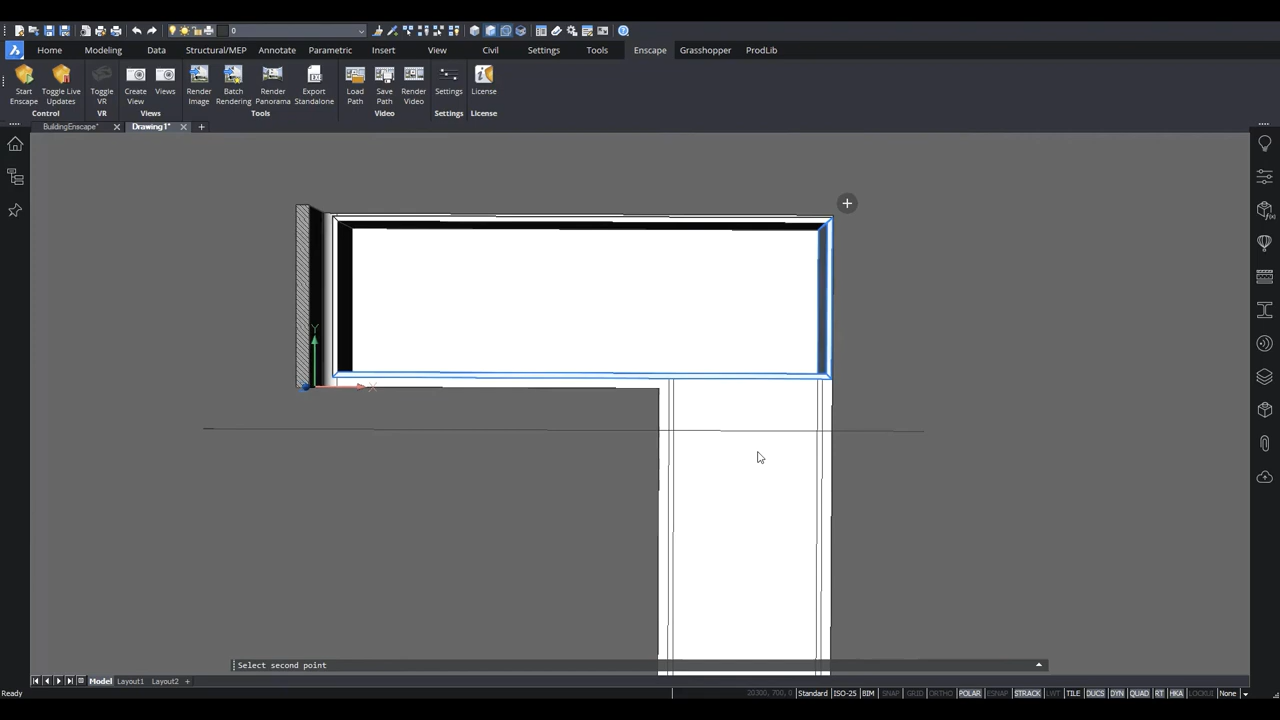 0
Home Modeling Data Structural/MEP Annotate Parametric Insert View Civil Settings Tools Enscape Grasshopper ProdLib
Start Enscape
Toggle Live Updates
Toggle VR
Create View
Views
Render Image
Batch Rendering
Render Panorama
Export Standalone
Load Path
Save Path
Render Video
Settings
License
Control VR Views Tools Video Settings License
BuildingEnscape* Drawing1*
Y
X
Select second point
Model Layout1 Layout2
Ready 20300, 700, 0 Standard ISO-25 BIM SNAP GRID ORTHO POLAR ESNAP STRACK LWT TILE DUCS DYN QUAD RT HKA LOCKUI None